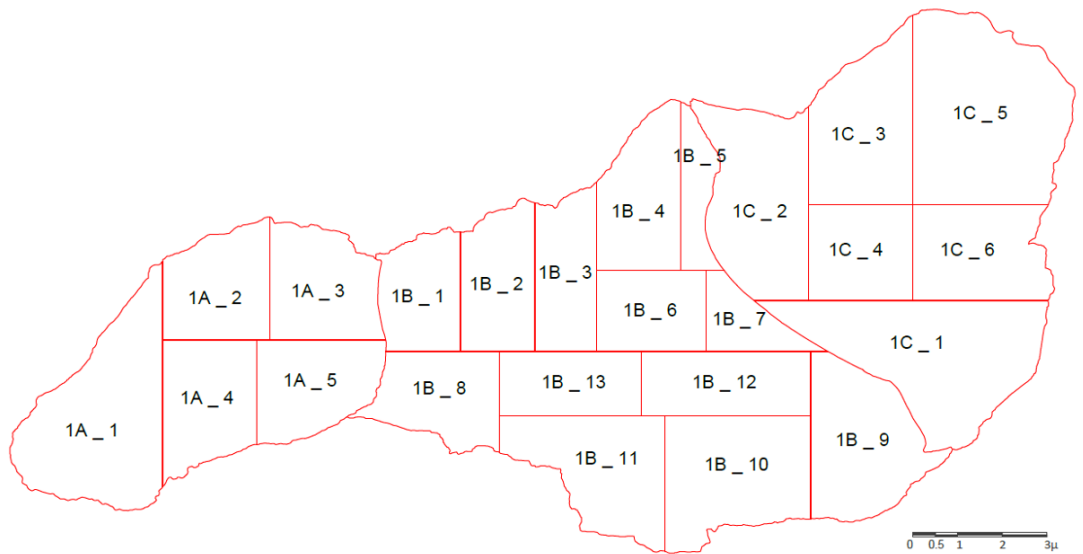 1C _ 5
1C _ 3
1B _ 5
1B _ 4
1C _ 2
1C _ 4
1C _ 6
1A _ 3
1A _ 2
1B _ 3
1B _ 2
1B _ 1
1B _ 6
1B _ 7
1C _ 1
1A _ 5
1A _ 4
1B _ 8
1B _ 13
1B _ 12
1A _ 1
1B _ 9
1B _ 11
1B _ 10
0 0.5 1 2 3μ